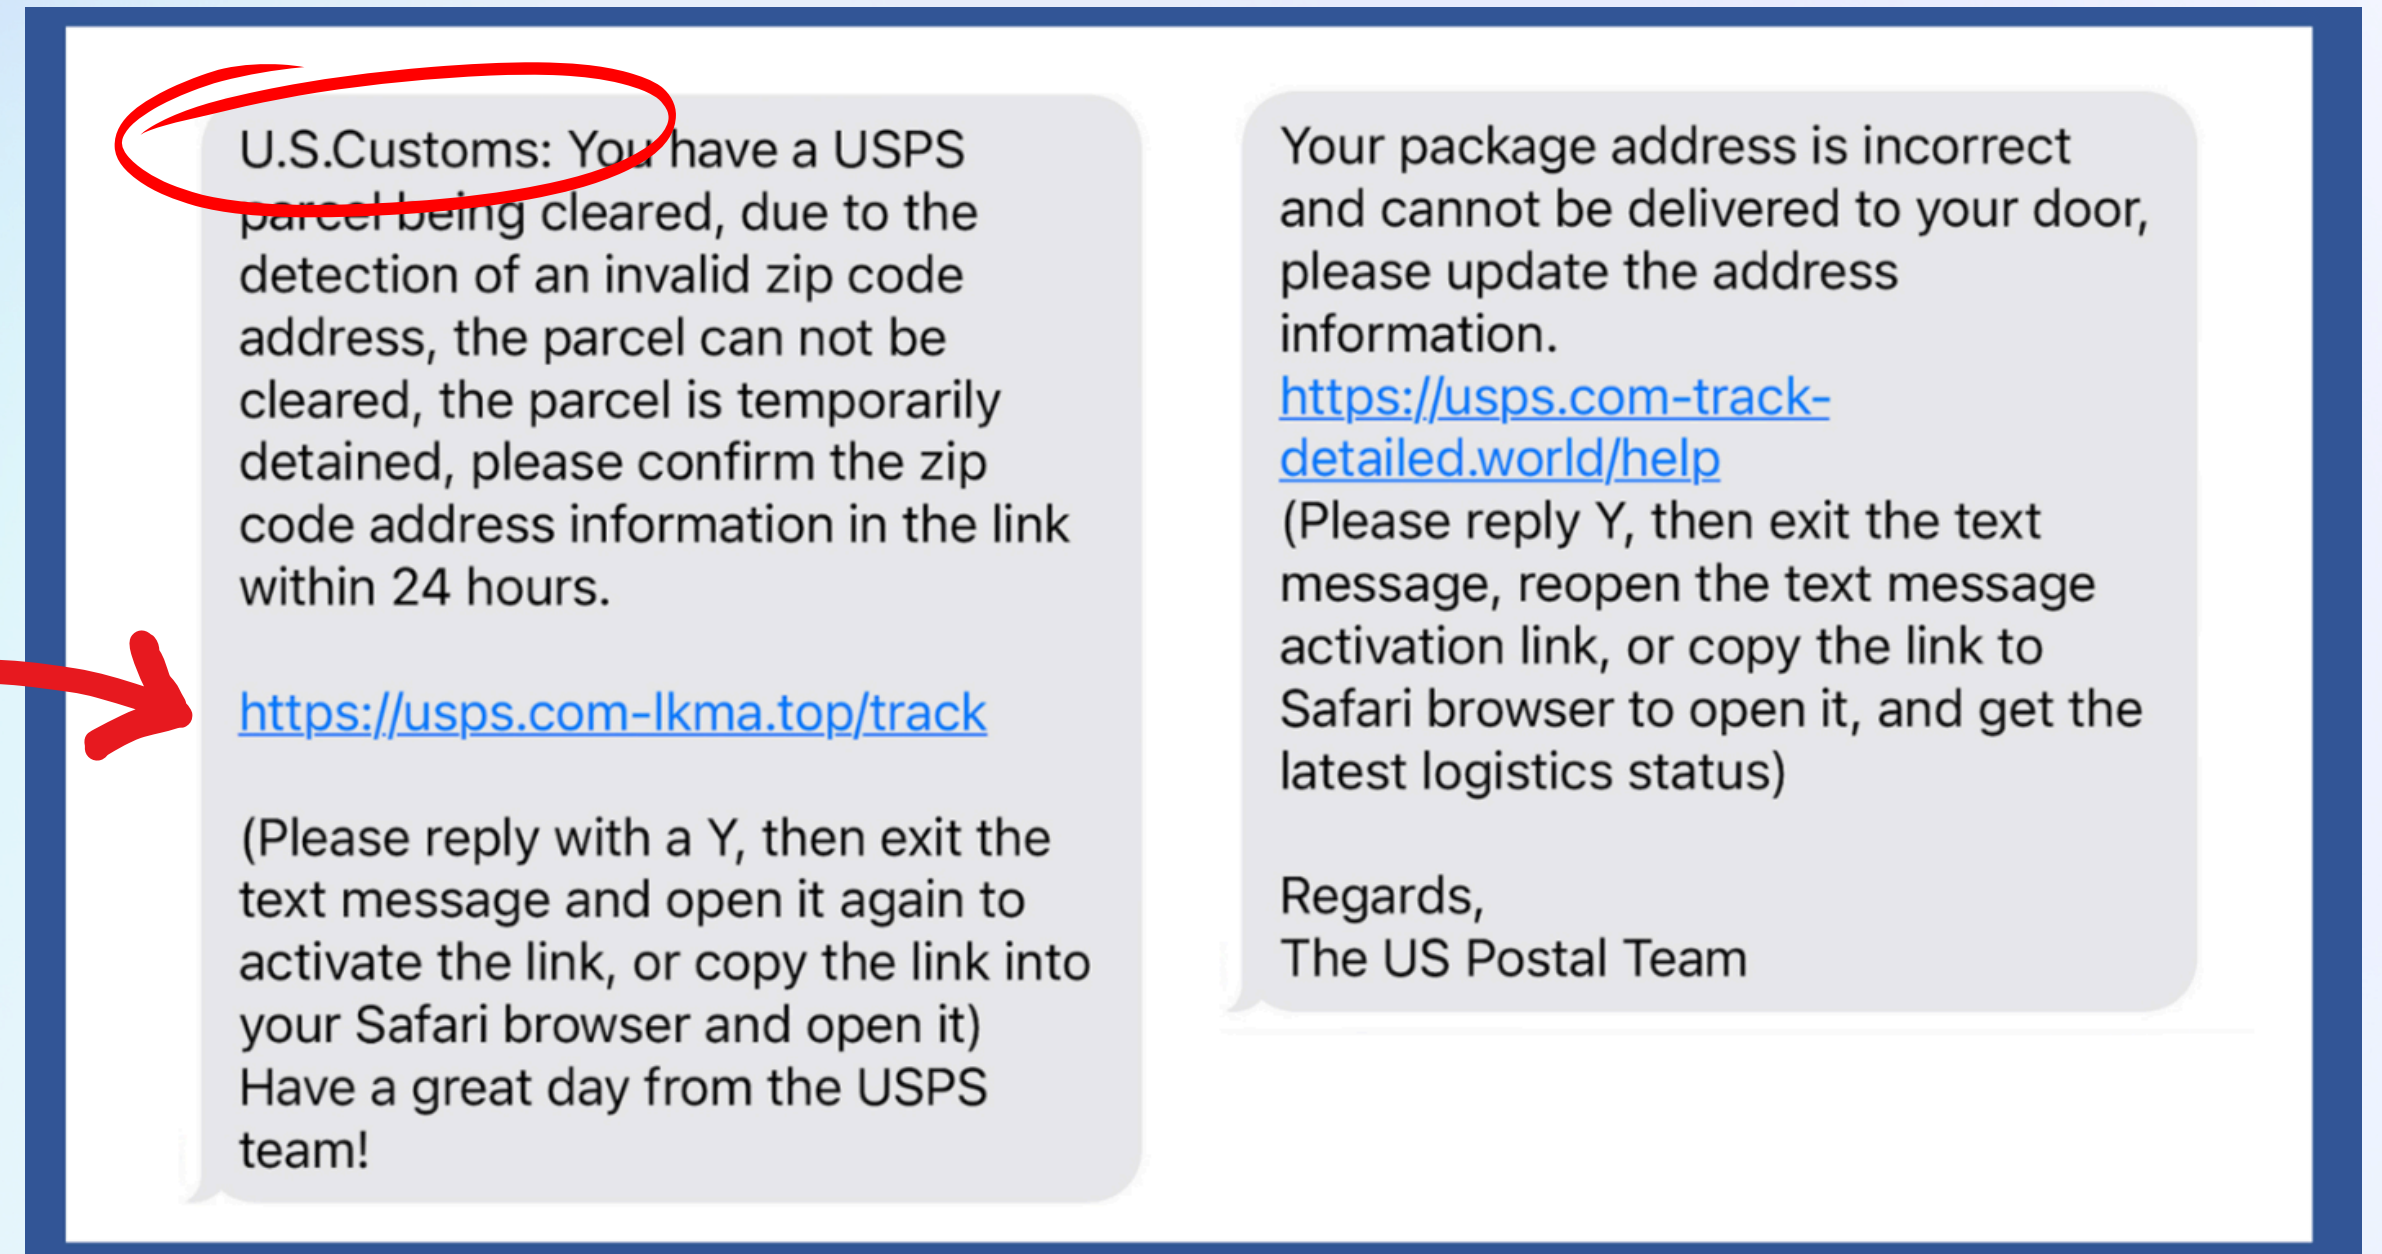 U.S.Customs: You have a USPS
parcel being cleared, due to the
detection of an invalid zip code
address, the parcel can not be
cleared, the parcel is temporarily
detained, please confirm the zip
code address information in the link
within 24 hours.
https://usps.com-lkma.top/track
(Please reply with a Y, then exit the
text message and open it again to
activate the link, or copy the link into
your Safari browser and open it)
Have a great day from the USPS
team!
Your package address is incorrect
and cannot be delivered to your door,
please update the address
information.
https://usps.com-track-
detailed.world/help
(Please reply Y, then exit the text
message, reopen the text message
activation link, or copy the link to
Safari browser to open it, and get the
latest logistics status)
Regards,
The US Postal Team